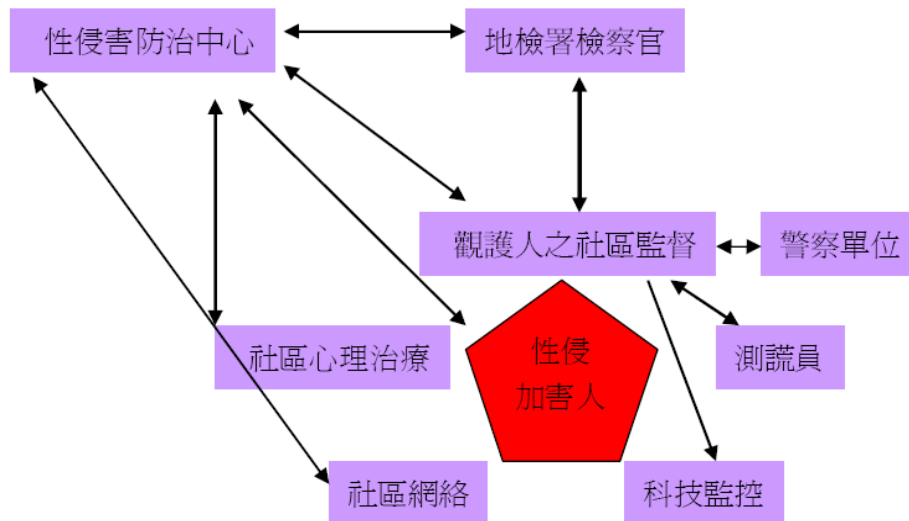 性侵害防治中心
地檢署檢察官
觀護人之社區監督
警察單位
社區心理治療
性侵
加害人
測謊員
社區網絡
科技監控